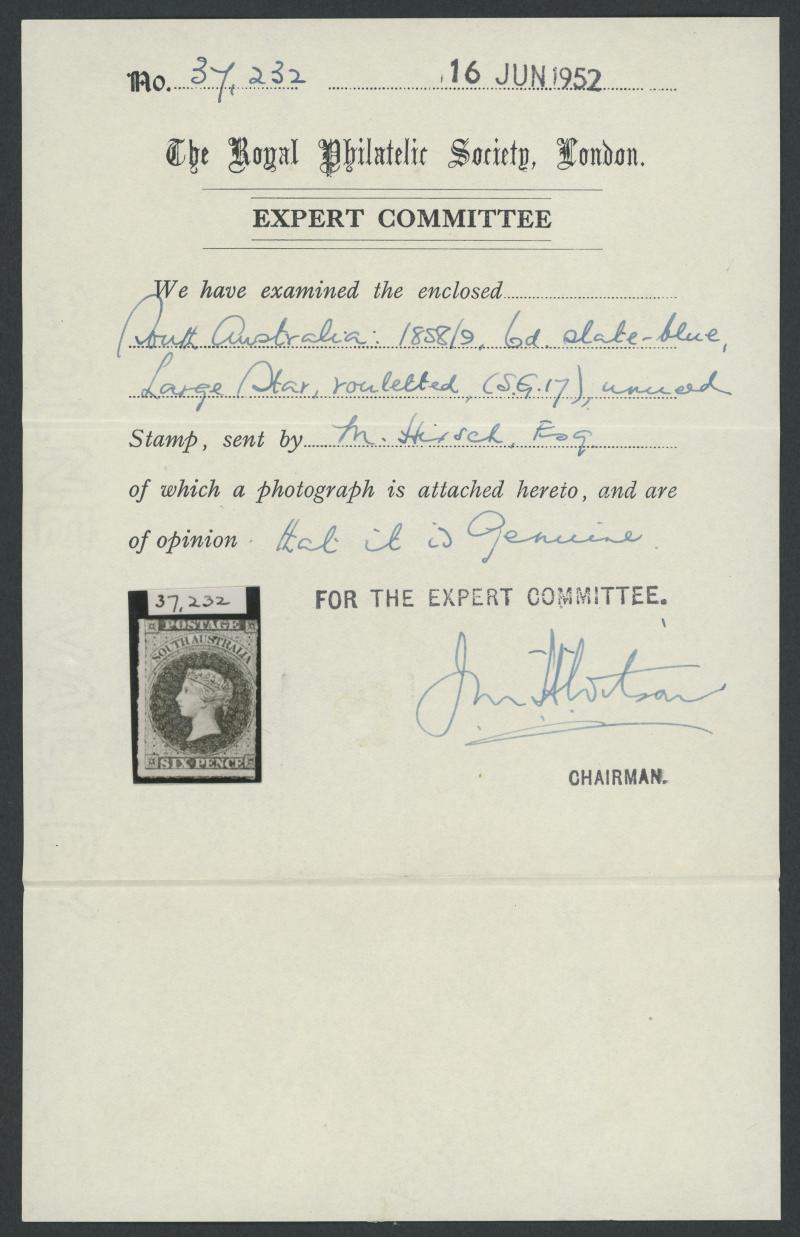 No. 37,232 16 JUN 1952
The Royal Philatelic Society, London.
EXPERT COMMITTEE
We have examined the enclosed
South Australia: 1858/9, 6d. slate-blue,
Large Star, rouletted, (S.G.17), unused
Stamp, sent by M. Hirsch, Esq
of which a photograph is attached hereto, and are
of opinion that it is Genuine.
37,232
POSTAGE
SOUTH AUSTRALIA
SIX PENCE
FOR THE EXPERT COMMITTEE.
CHAIRMAN.